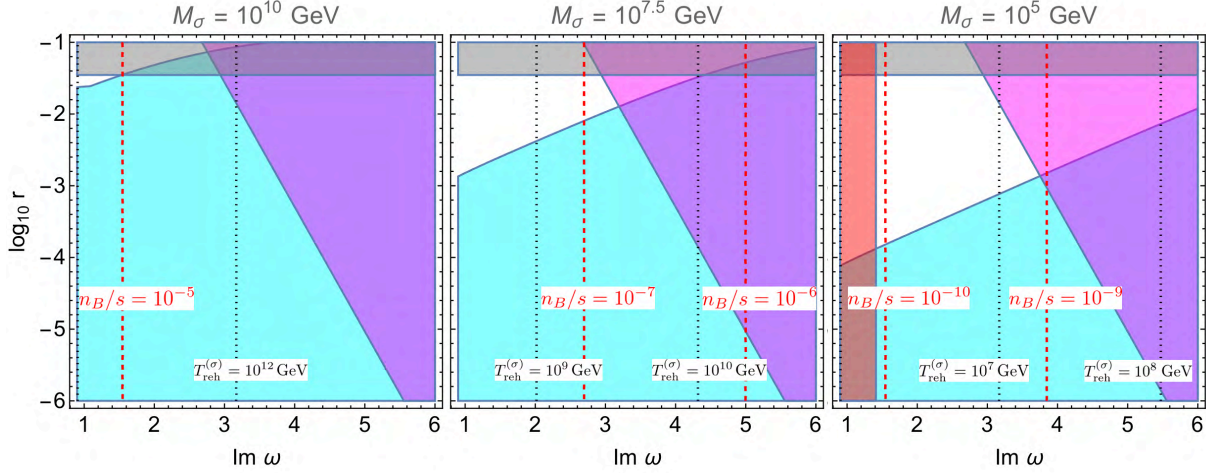 M_σ = 10^10 GeV
M_σ = 10^7.5 GeV
M_σ = 10^5 GeV
log₁₀ r
−1
−2
−3
−4
−5
−6
n_B/s = 10^−5
T_reh^(σ) = 10^12 GeV
n_B/s = 10^−7
n_B/s = 10^−6
T_reh^(σ) = 10^9 GeV
T_reh^(σ) = 10^10 GeV
n_B/s = 10^−10
n_B/s = 10^−9
T_reh^(σ) = 10^7 GeV
T_reh^(σ) = 10^8 GeV
1 2 3 4 5 6
1 2 3 4 5 6
1 2 3 4 5 6
Im ω
Im ω
Im ω